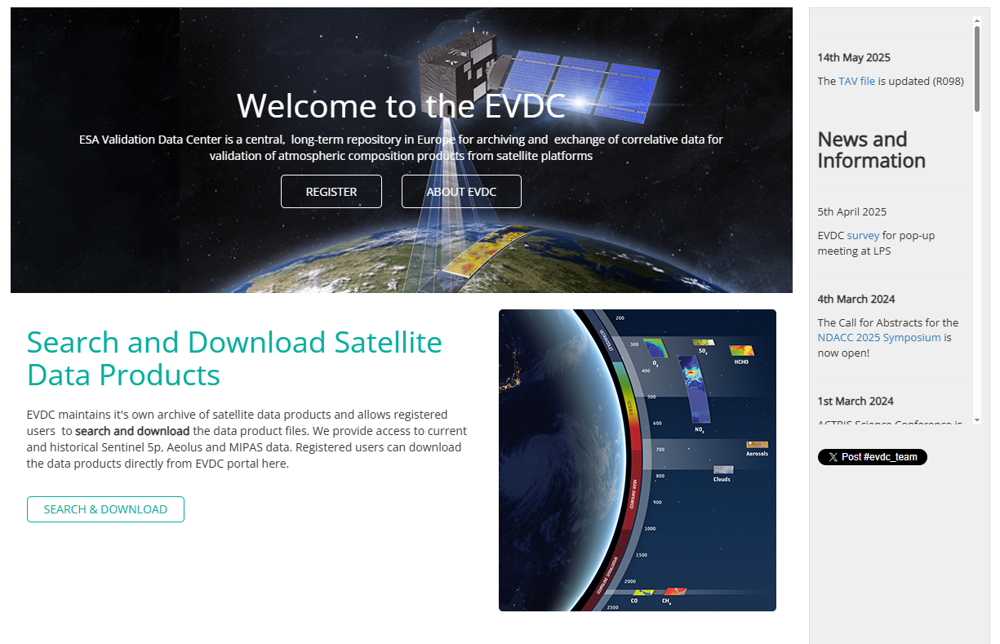 Welcome to the EVDC
ESA Validation Data Center is a central, long-term repository in Europe for archiving and exchange of correlative data for
validation of atmospheric composition products from satellite platforms
REGISTER
ABOUT EVDC
Search and Download Satellite
Data Products
EVDC maintains it's own archive of satellite data products and allows registered
users to search and download the data product files. We provide access to current
and historical Sentinel 5p, Aeolus and MIPAS data. Registered users can download
the data products directly from EVDC portal here.
SEARCH & DOWNLOAD
ULTRAVIOLET
VISIBLE
NEAR INFRARED
SHORTWAVE INFRARED
200
300
400
500
600
700
800
900
1000
1500
2000
2500
O3
SO2
HCHO
NO2
Aerosols
Clouds
CO
CH4
14th May 2025
The TAV file is updated (R098)
News and
Information
5th April 2025
EVDC survey for pop-up
meeting at LPS
4th March 2024
The Call for Abstracts for the
NDACC 2025 Symposium is
now open!
1st March 2024
ACTRIS Science Conference is
Post #evdc_team